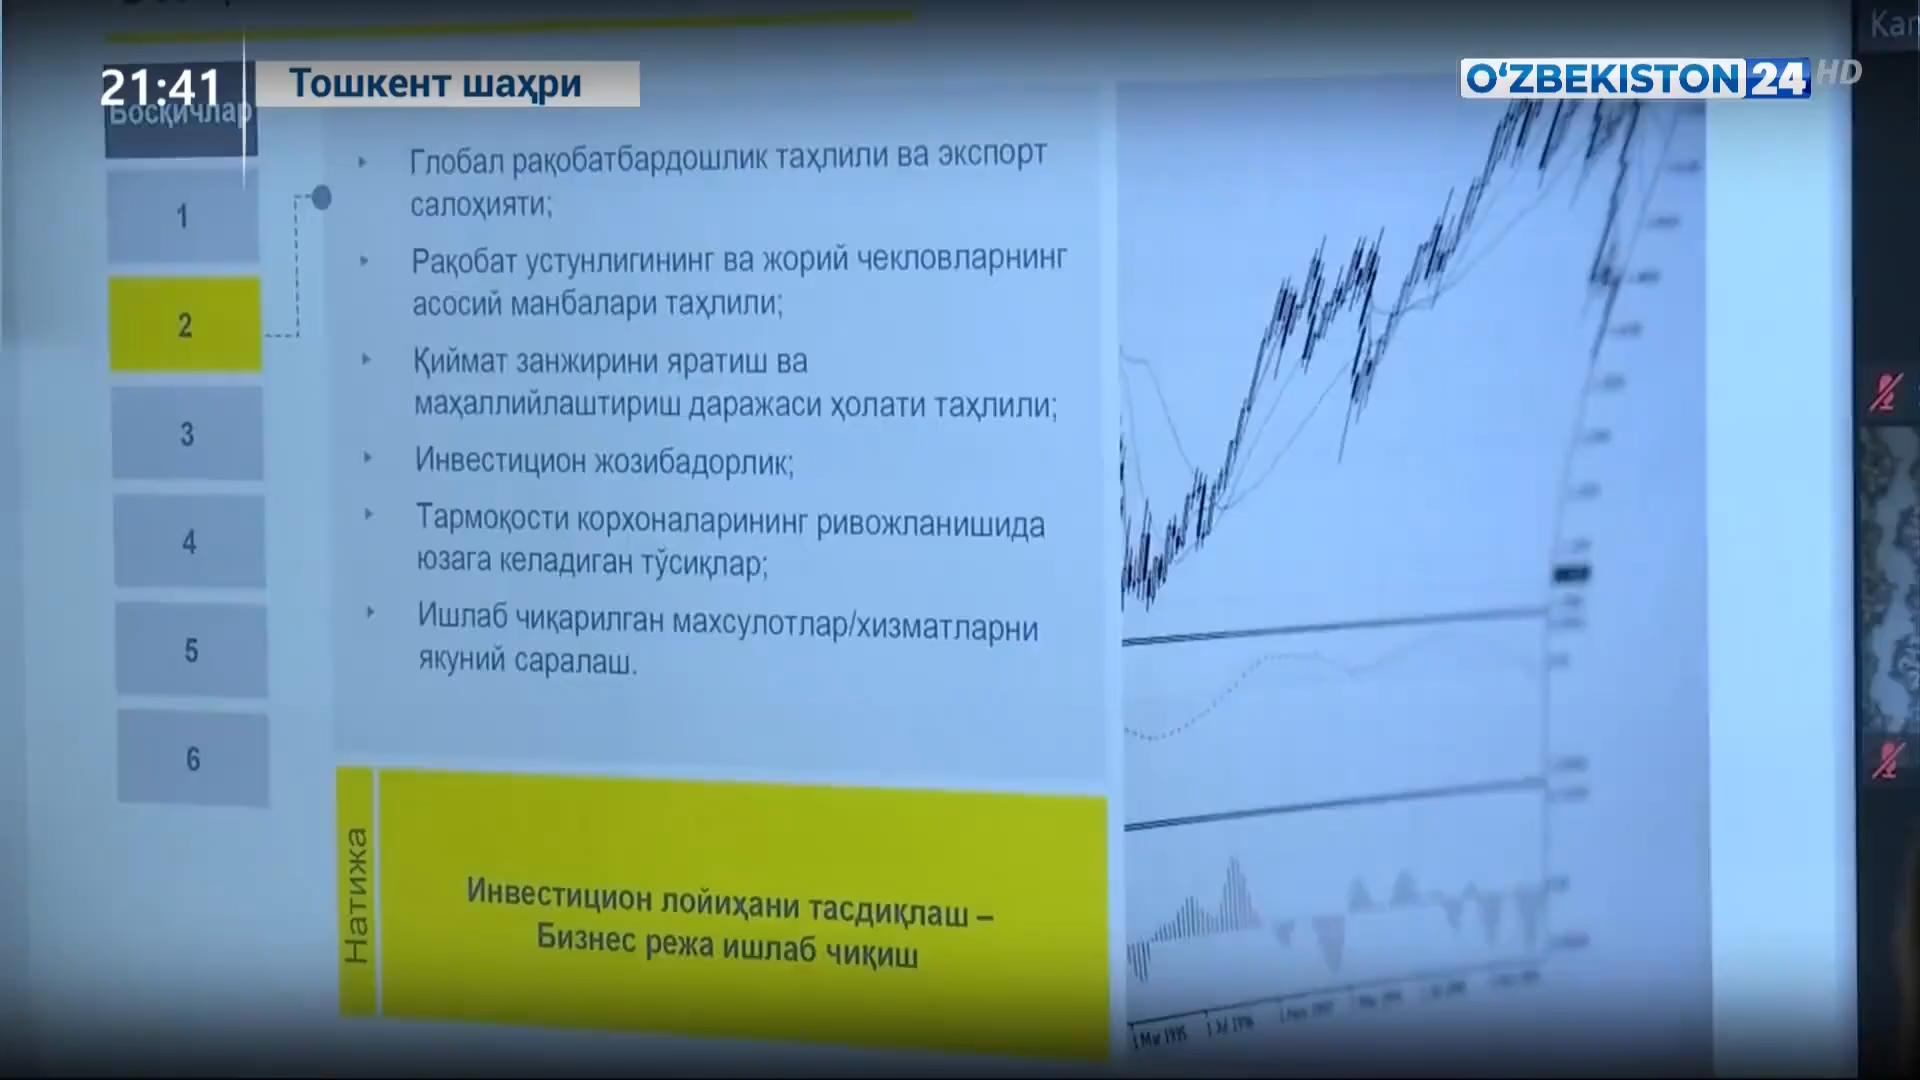 21:41
Тошкент шаҳри
O‘ZBEKISTON 24 HD
Kan
Босқичлар
1
2
3
4
5
6
Глобал рақобатбардошлик таҳлили ва экспорт
салоҳияти;
Рақобат устунлигининг ва жорий чекловларнинг
асосий манбалари таҳлили;
Қиймат занжирини яратиш ва
маҳаллийлаштириш даражаси ҳолати таҳлили;
Инвестицион жозибадорлик;
Тармоқости корхоналарининг ривожланишида
юзага келадиган тўсиқлар;
Ишлаб чиқарилган махсулотлар/хизматларни
якуний саралаш.
Натижа
Инвестицион лойиҳани тасдиқлаш –
Бизнес режа ишлаб чиқиш